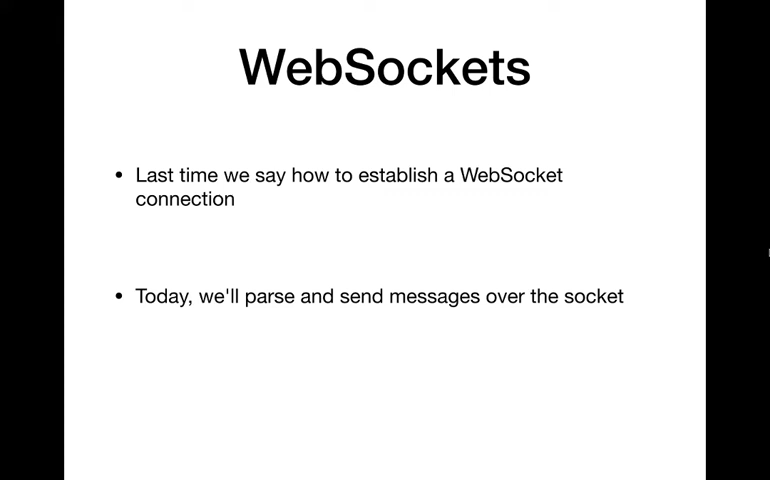 WebSockets
• Last time we say how to establish a WebSocket
connection
• Today, we'll parse and send messages over the socket